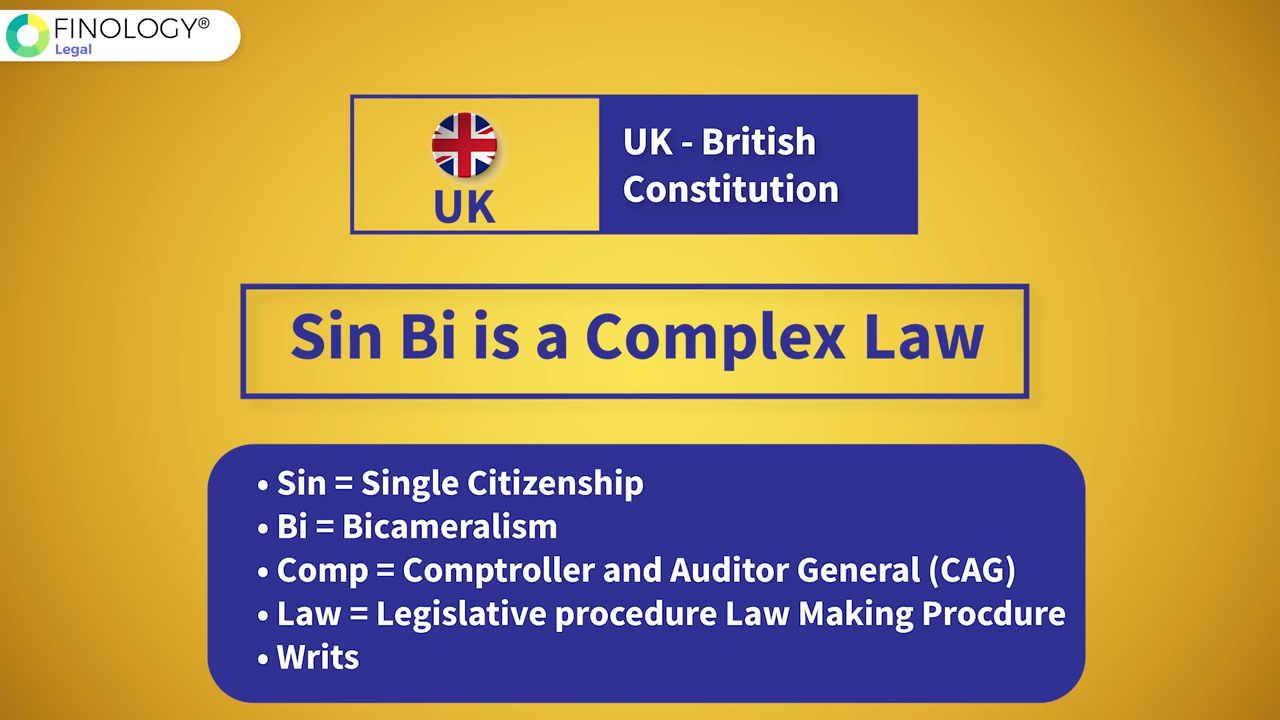 FINOLOGY®
Legal
UK
UK - British
Constitution
Sin Bi is a Complex Law
• Sin = Single Citizenship
• Bi = Bicameralism
• Comp = Comptroller and Auditor General (CAG)
• Law = Legislative procedure Law Making Procdure
• Writs